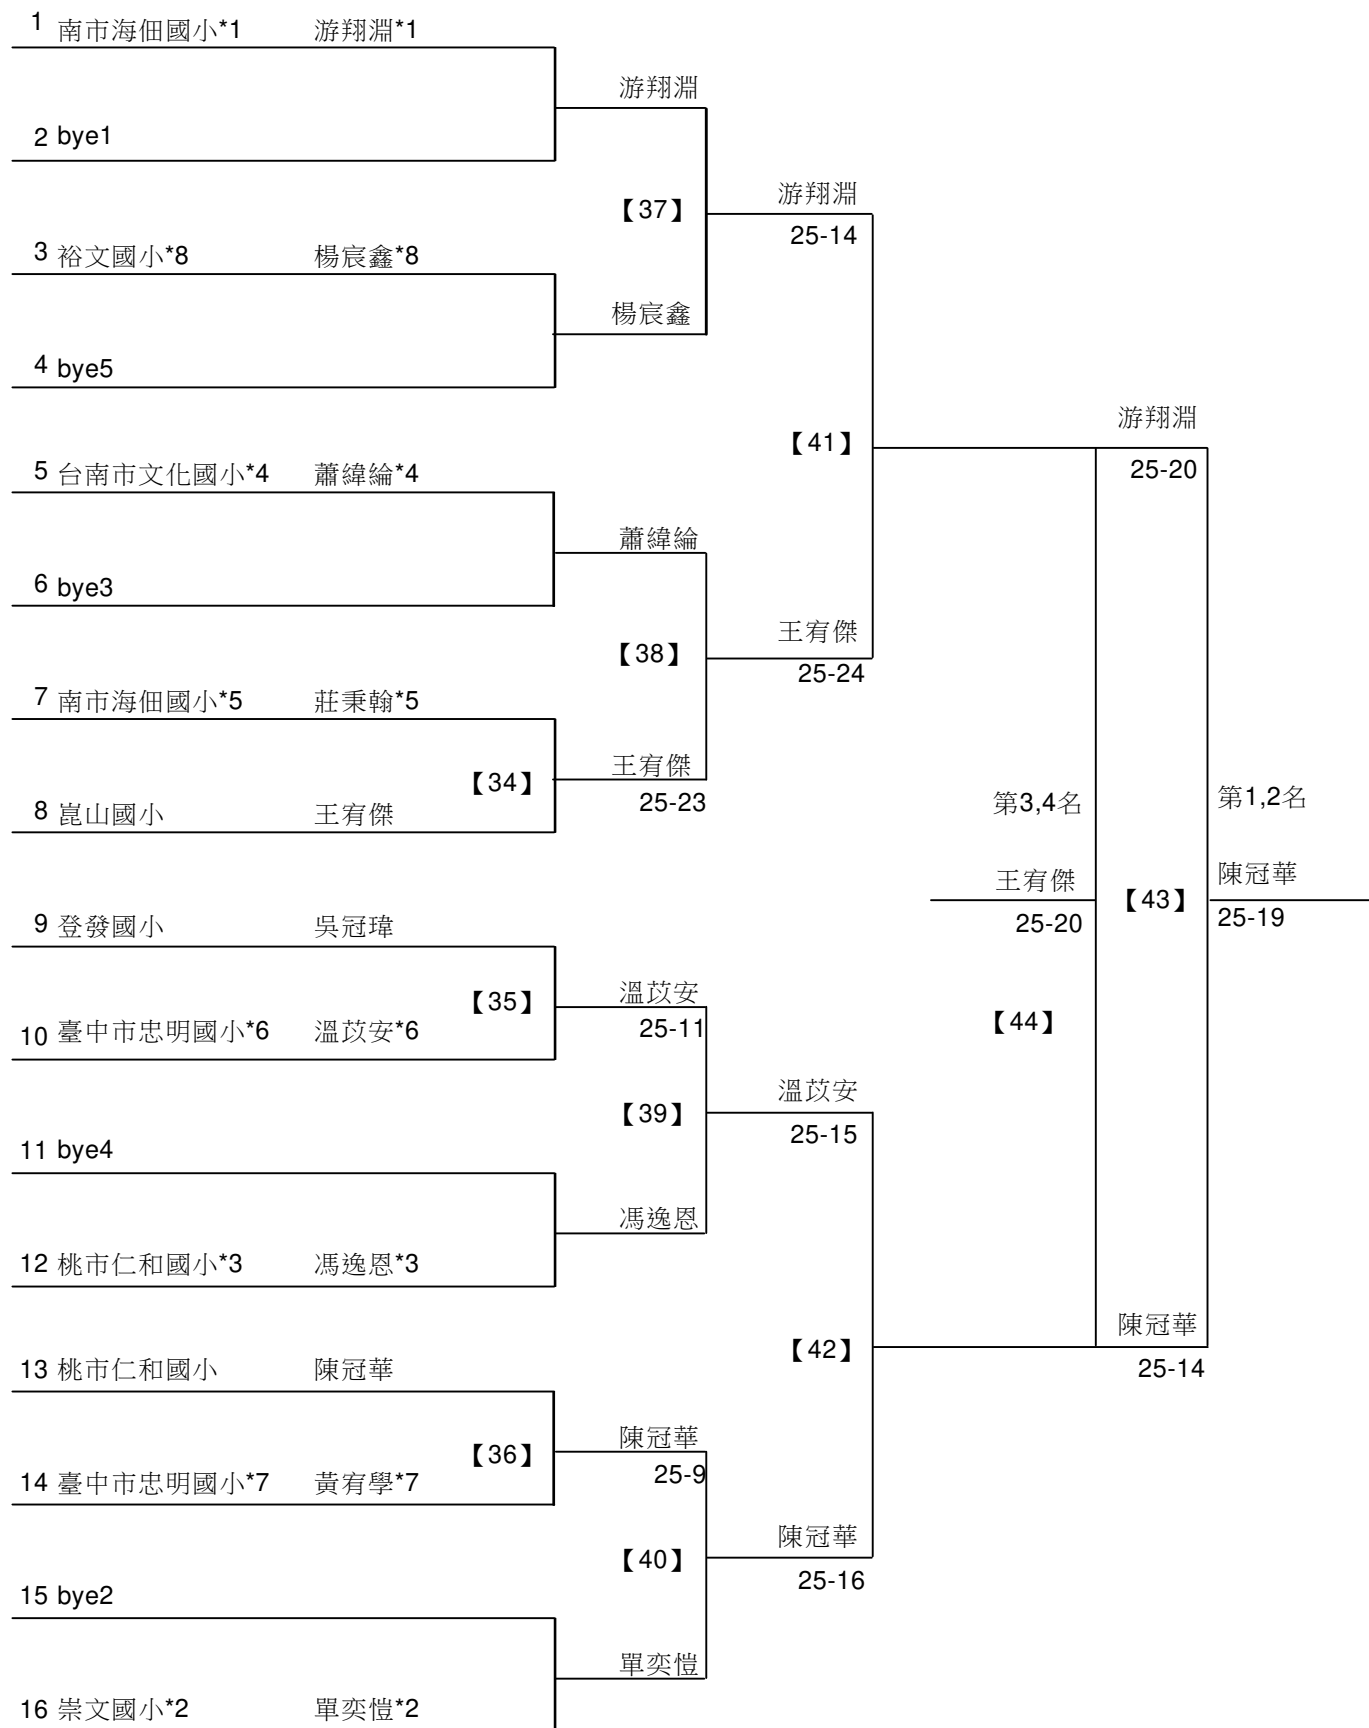 1 南市海佃國小*1 游翔淵*1
游翔淵
2 bye1
【37】
游翔淵
25-14
3 裕文國小*8 楊宸鑫*8
楊宸鑫
4 bye5
【41】
游翔淵
25-20
5 台南市文化國小*4 蕭緯綸*4
蕭緯綸
6 bye3
【38】
王宥傑
25-24
7 南市海佃國小*5 莊秉翰*5
【34】
王宥傑
25-23
8 崑山國小 王宥傑
第3,4名
第1,2名
王宥傑
25-20
【43】
陳冠華
25-19
9 登發國小 吳冠瑋
【35】
溫苡安
25-11
【44】
10 臺中市忠明國小*6 溫苡安*6
【39】
溫苡安
25-15
11 bye4
馮逸恩
12 桃市仁和國小*3 馮逸恩*3
【42】
陳冠華
25-14
13 桃市仁和國小 陳冠華
【36】
陳冠華
25-9
14 臺中市忠明國小*7 黃宥學*7
【40】
陳冠華
25-16
15 bye2
單奕愷
16 崇文國小*2 單奕愷*2